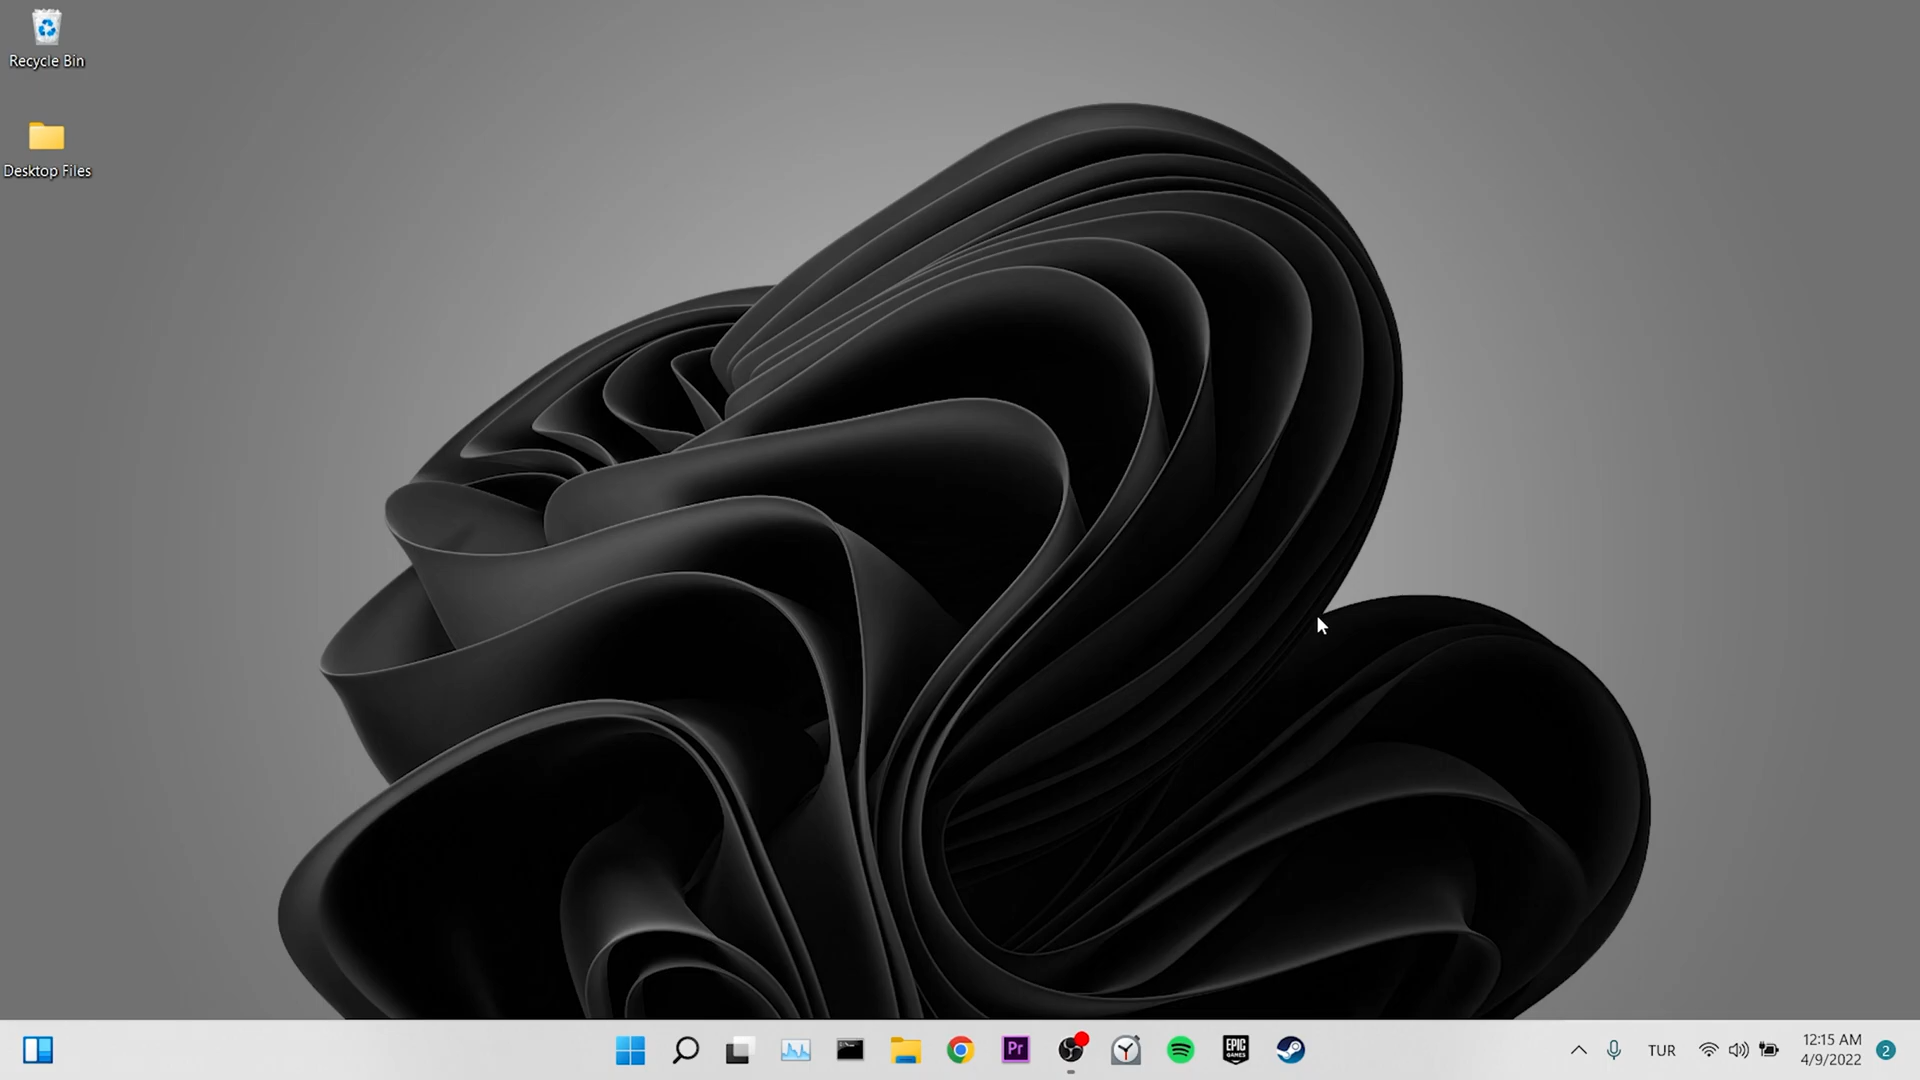 Recycle Bin
Desktop Files
Pr
EPIC
GAMES
TUR
12:15 AM
4/9/2022
2